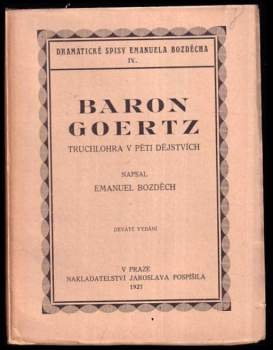 DRAMATICKÉ SPISY EMANUELA BOZDĚCHA
IV.
BARON
GOERTZ
TRUCHLOHRA V PĚTI DĚJSTVÍCH
NAPSAL
EMANUEL BOZDĚCH
DEVÁTÉ VYDÁNÍ
V PRAZE
NAKLADATELSTVÍ JAROSLAVA POSPÍŠILA
1921